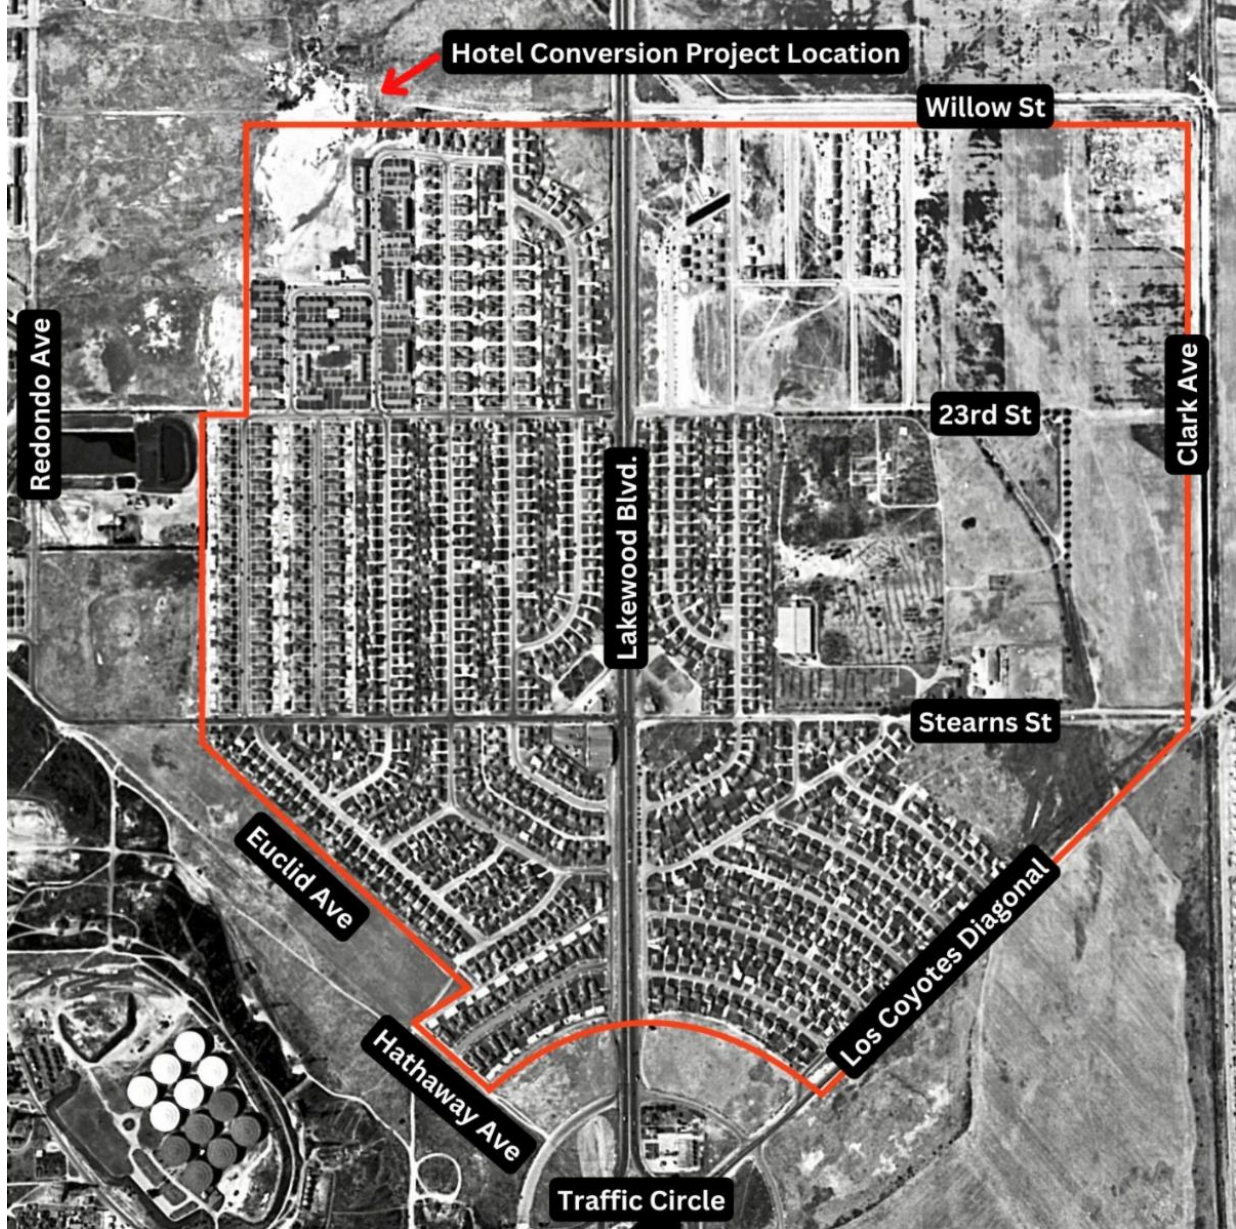 Hotel Conversion Project Location
Willow St
Redondo Ave
23rd St
Clark Ave
Lakewood Blvd.
Stearns St
Euclid Ave
Los Coyotes Diagonal
Hathaway Ave
Traffic Circle